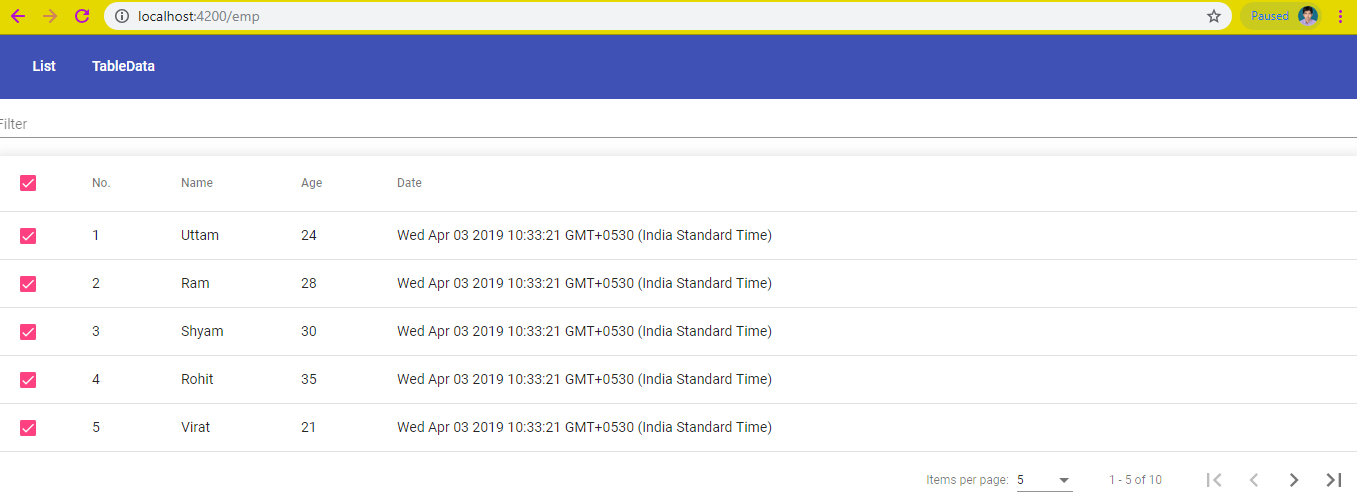 localhost:4200/emp Paused
List TableData
Filter
No. Name Age Date
1 Uttam 24 Wed Apr 03 2019 10:33:21 GMT+0530 (India Standard Time)
2 Ram 28 Wed Apr 03 2019 10:33:21 GMT+0530 (India Standard Time)
3 Shyam 30 Wed Apr 03 2019 10:33:21 GMT+0530 (India Standard Time)
4 Rohit 35 Wed Apr 03 2019 10:33:21 GMT+0530 (India Standard Time)
5 Virat 21 Wed Apr 03 2019 10:33:21 GMT+0530 (India Standard Time)
Items per page: 5 1 - 5 of 10